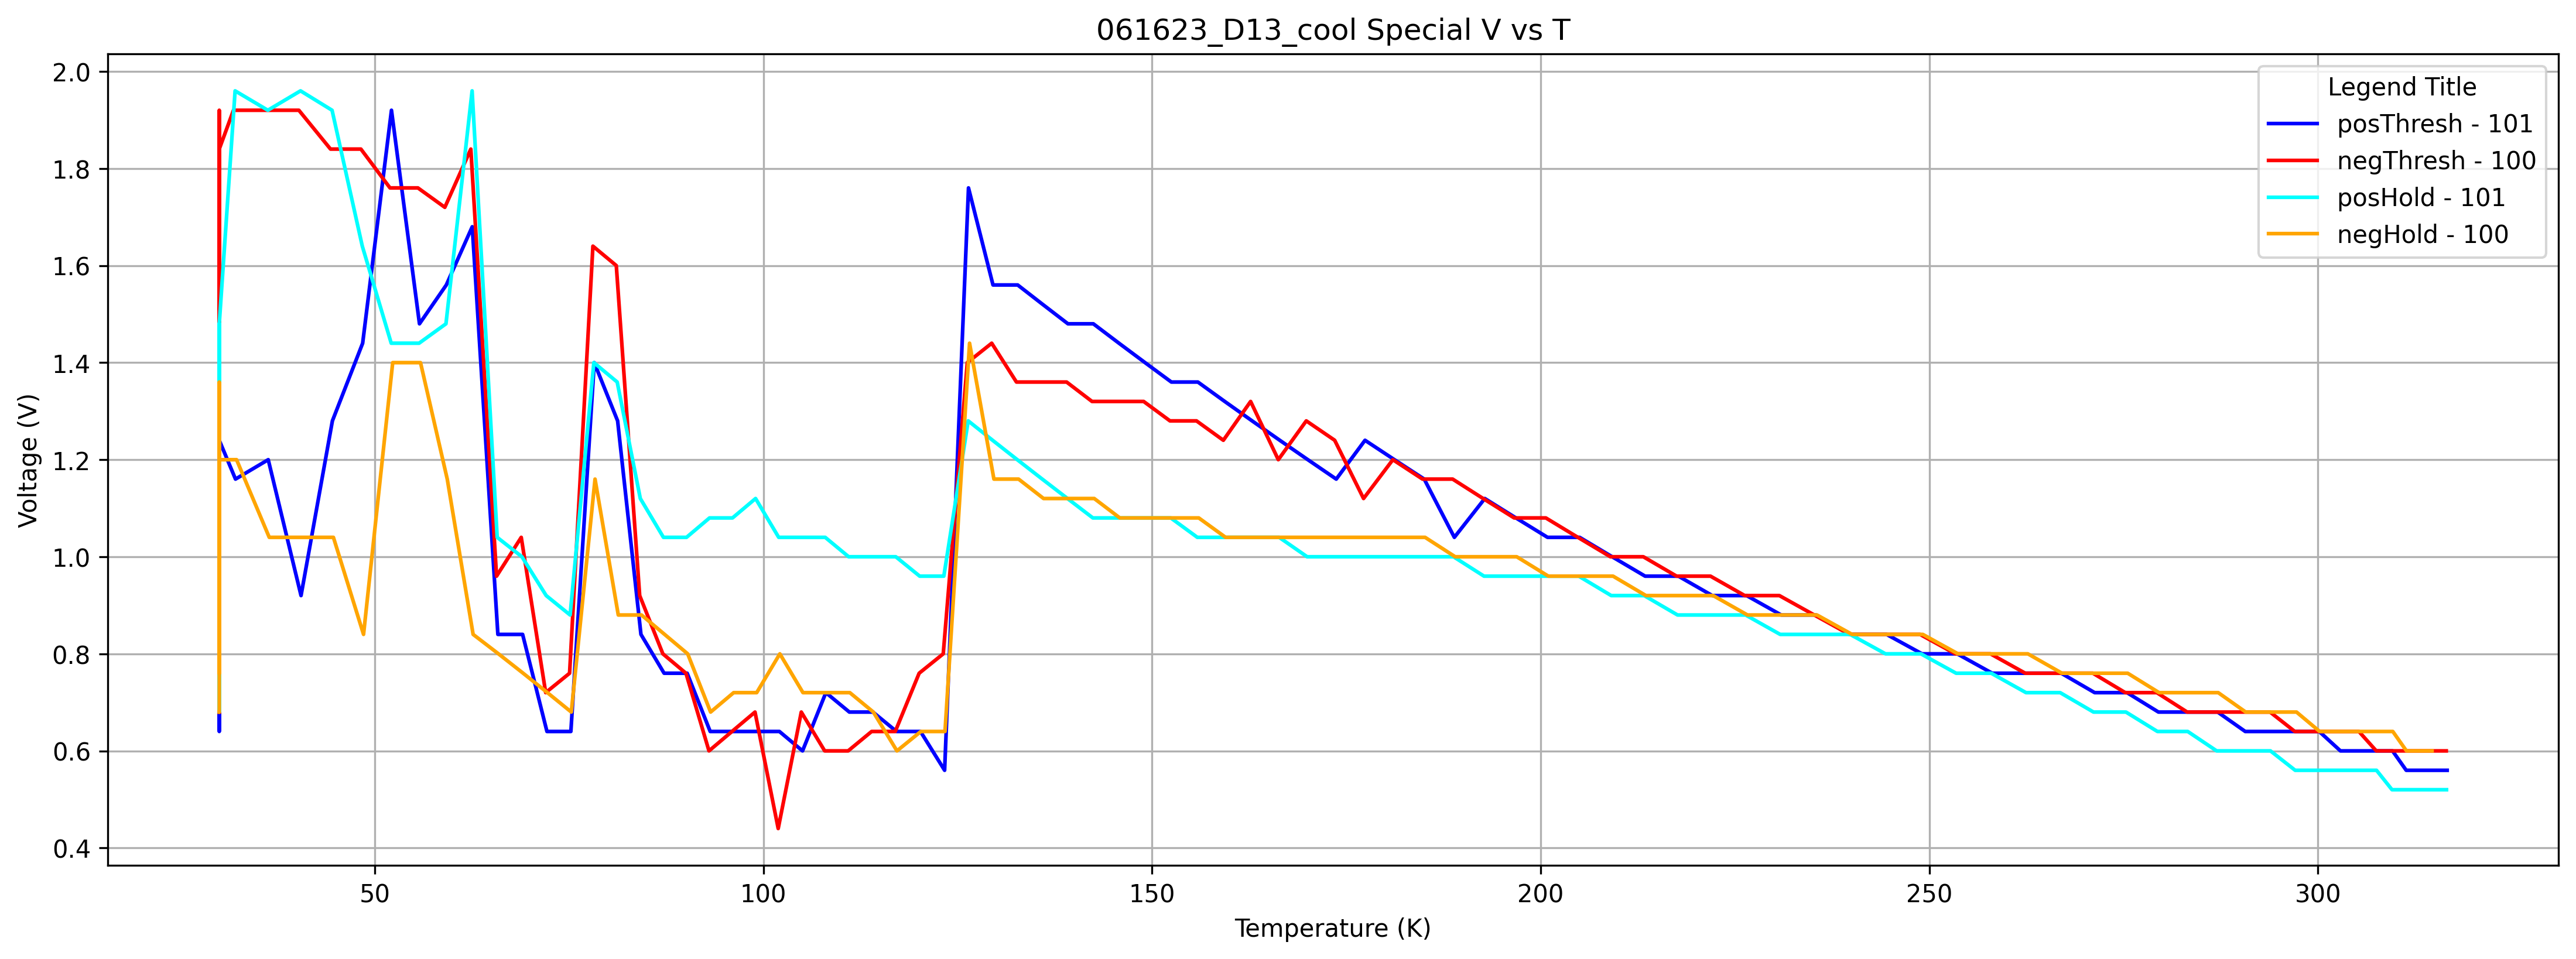 061623_D13_cool Special V vs T
Legend Title
posThresh - 101
negThresh - 100
posHold - 101
negHold - 100
Voltage (V)
2.0
1.8
1.6
1.4
1.2
1.0
0.8
0.6
0.4
50 100 150 200 250 300
Temperature (K)